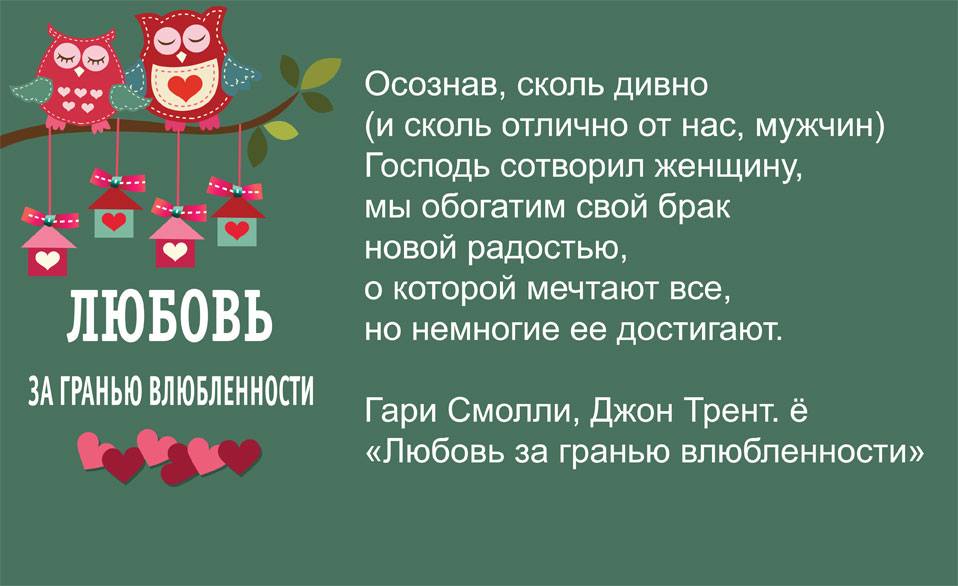 ЛЮБОВЬ
ЗА ГРАНЬЮ ВЛЮБЛЕННОСТИ
Осознав, сколь дивно
(и сколь отлично от нас, мужчин)
Господь сотворил женщину,
мы обогатим свой брак
новой радостью,
о которой мечтают все,
но немногие ее достигают.
Гари Смолли, Джон Трент. ё
«Любовь за гранью влюбленности»